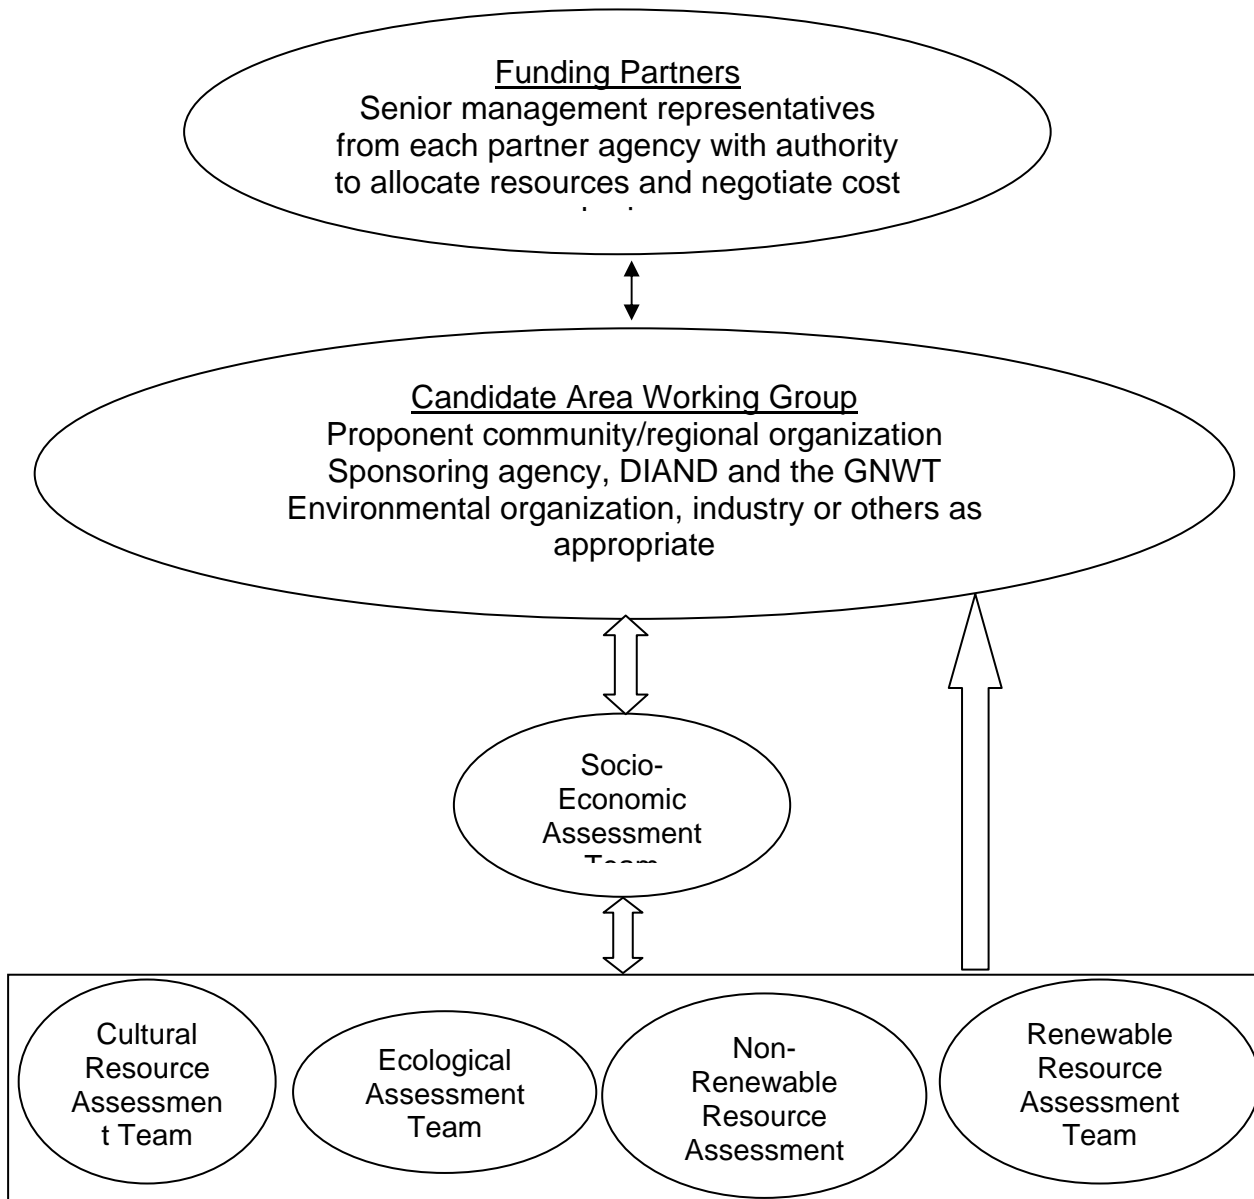 Funding Partners
Senior management representatives
from each partner agency with authority
to allocate resources and negotiate cost
Candidate Area Working Group
Proponent community/regional organization
Sponsoring agency, DIAND and the GNWT
Environmental organization, industry or others as
appropriate
Socio-
Economic
Assessment
Team
Cultural
Resource
Assessmen
t Team
Ecological
Assessment
Team
Non-
Renewable
Resource
Assessment
Renewable
Resource
Assessment
Team